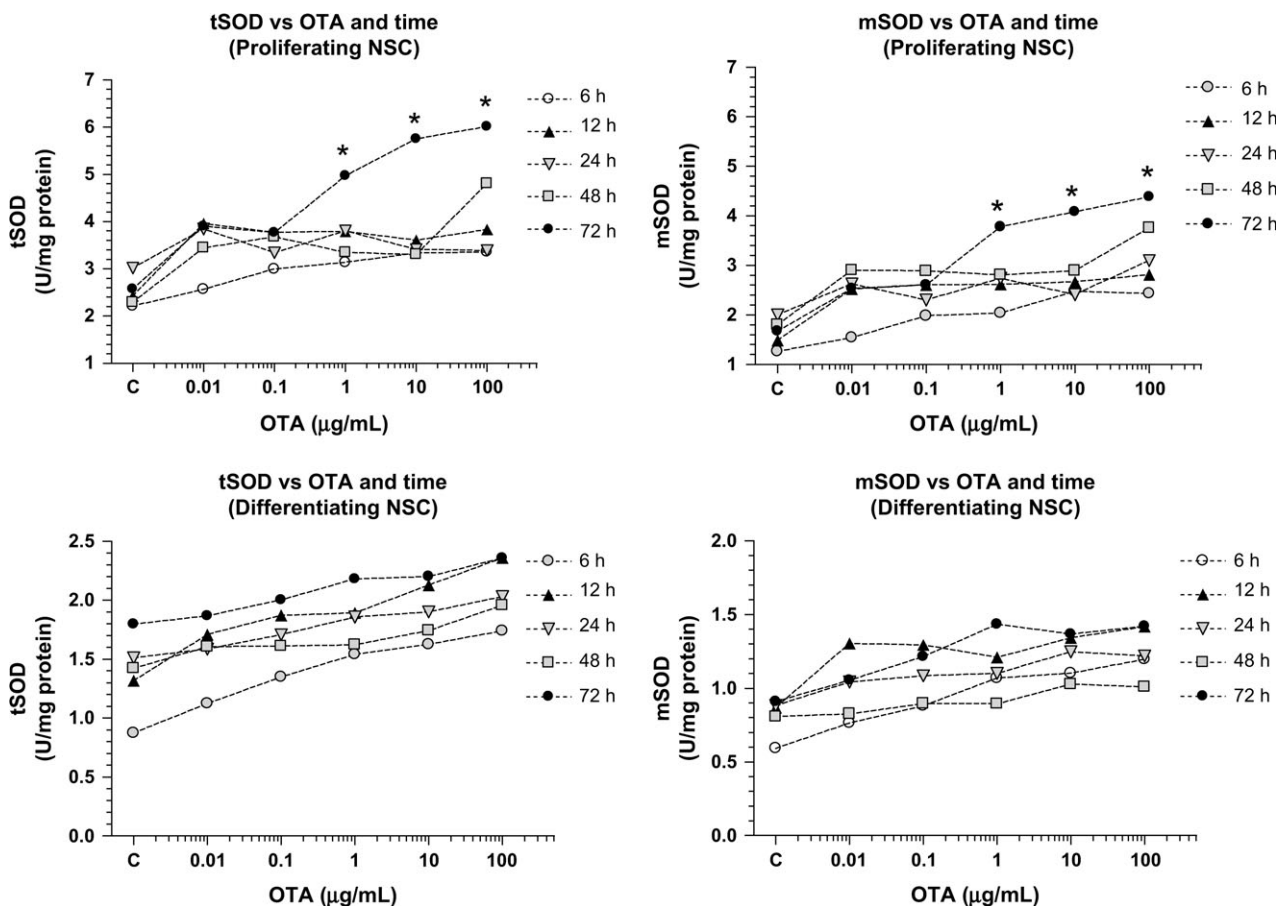 tSOD vs OTA and time
(Proliferating NSC)
7
6
5
4
3
2
1
tSOD
(U/mg protein)
*
*
*
6 h
12 h
24 h
48 h
72 h
C
0.01
0.1
1
10
100
OTA (µg/mL)
mSOD vs OTA and time
(Proliferating NSC)
7
6
5
4
3
2
1
mSOD
(U/mg protein)
*
*
*
6 h
12 h
24 h
48 h
72 h
C
0.01
0.1
1
10
100
OTA (µg/mL)
tSOD vs OTA and time
(Differentiating NSC)
2.5
2.0
1.5
1.0
0.5
0.0
tSOD
(U/mg protein)
6 h
12 h
24 h
48 h
72 h
C
0.01
0.1
1
10
100
OTA (µg/mL)
mSOD vs OTA and time
(Differentiating NSC)
2.0
1.5
1.0
0.5
0.0
mSOD
(U/mg protein)
6 h
12 h
24 h
48 h
72 h
C
0.01
0.1
1
10
100
OTA (µg/mL)